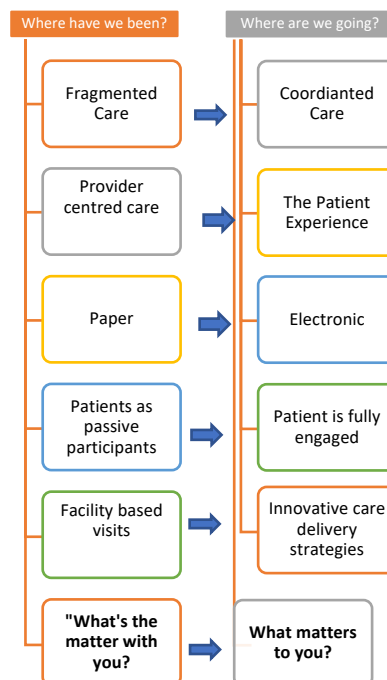 Where have we been?
Where are we going?
Fragmented
Care
Coordianted
Care
Provider
centred care
The Patient
Experience
Paper
Electronic
Patients as
passive
participants
Patient is fully
engaged
Facility based
visits
Innovative care
delivery
strategies
"What's the
matter with
you?
What matters
to you?